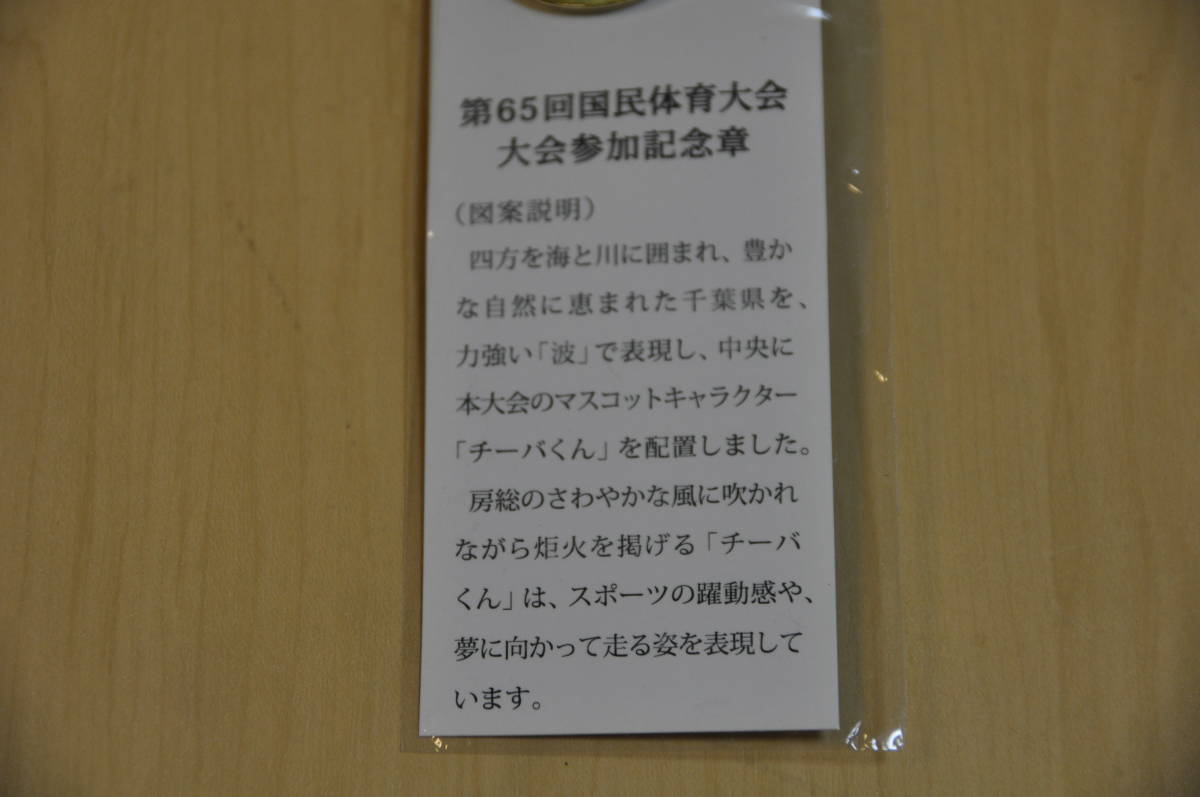 第65回国民体育大会
大会参加記念章
（図案説明）
四方を海と川に囲まれ、豊か
な自然に恵まれた千葉県を、
力強い「波」で表現し、中央に
本大会のマスコットキャラクター
「チーバくん」を配置しました。
房総のさわやかな風に吹かれ
ながら炬火を掲げる「チーバ
くん」は、スポーツの躍動感や、
夢に向かって走る姿を表現して
います。